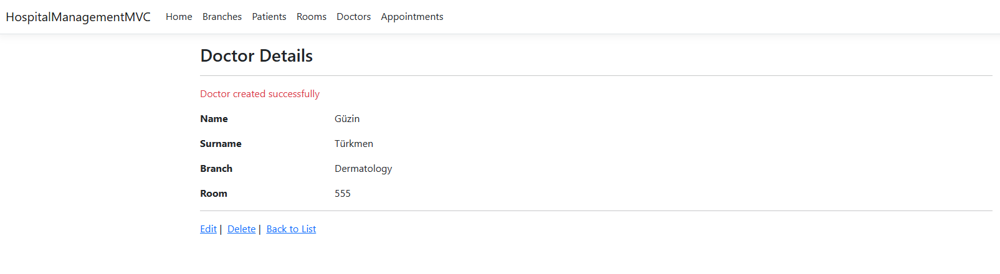 HospitalManagementMVC Home Branches Patients Rooms Doctors Appointments
Doctor Details
Doctor created successfully
Name Güzin
Surname Türkmen
Branch Dermatology
Room 555
Edit | Delete | Back to List